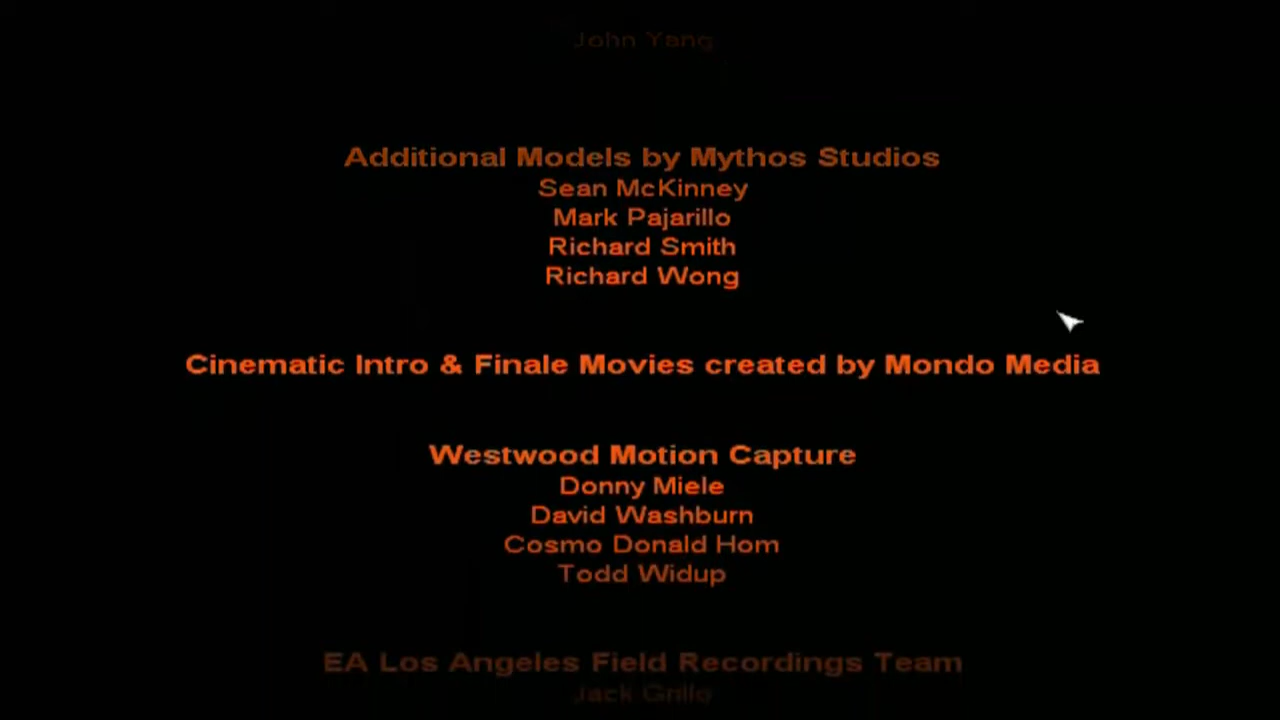 John Yang
Additional Models by Mythos Studios
Sean McKinney
Mark Pajarillo
Richard Smith
Richard Wong
Cinematic Intro & Finale Movies created by Mondo Media
Westwood Motion Capture
Donny Miele
David Washburn
Cosmo Donald Hom
Todd Widup
EA Los Angeles Field Recordings Team
Jack Grillo